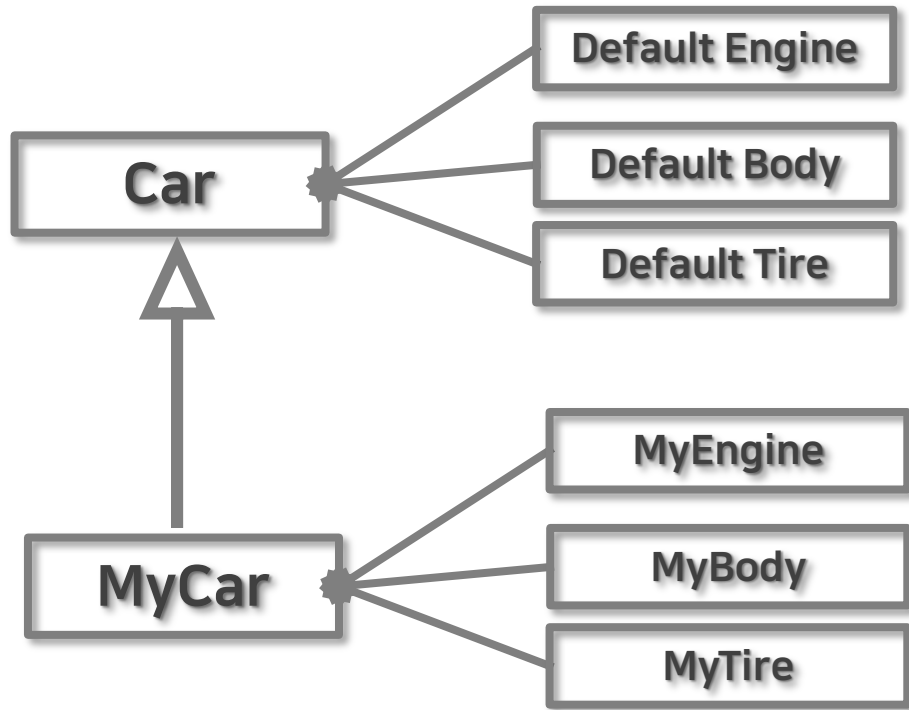 Default Engine
Car
Default Body
Default Tire
MyEngine
MyCar
MyBody
MyTire